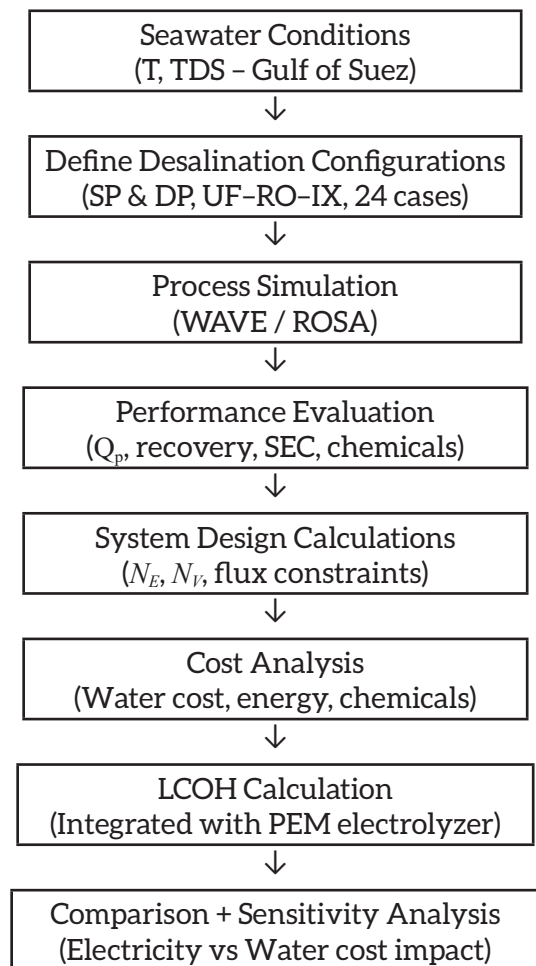 Seawater Conditions
(T, TDS – Gulf of Suez)
↓
Define Desalination Configurations
(SP & DP, UF–RO–IX, 24 cases)
↓
Process Simulation
(WAVE / ROSA)
↓
Performance Evaluation
(Qp, recovery, SEC, chemicals)
↓
System Design Calculations
(NE, NV, flux constraints)
↓
Cost Analysis
(Water cost, energy, chemicals)
↓
LCOH Calculation
(Integrated with PEM electrolyzer)
↓
Comparison + Sensitivity Analysis
(Electricity vs Water cost impact)